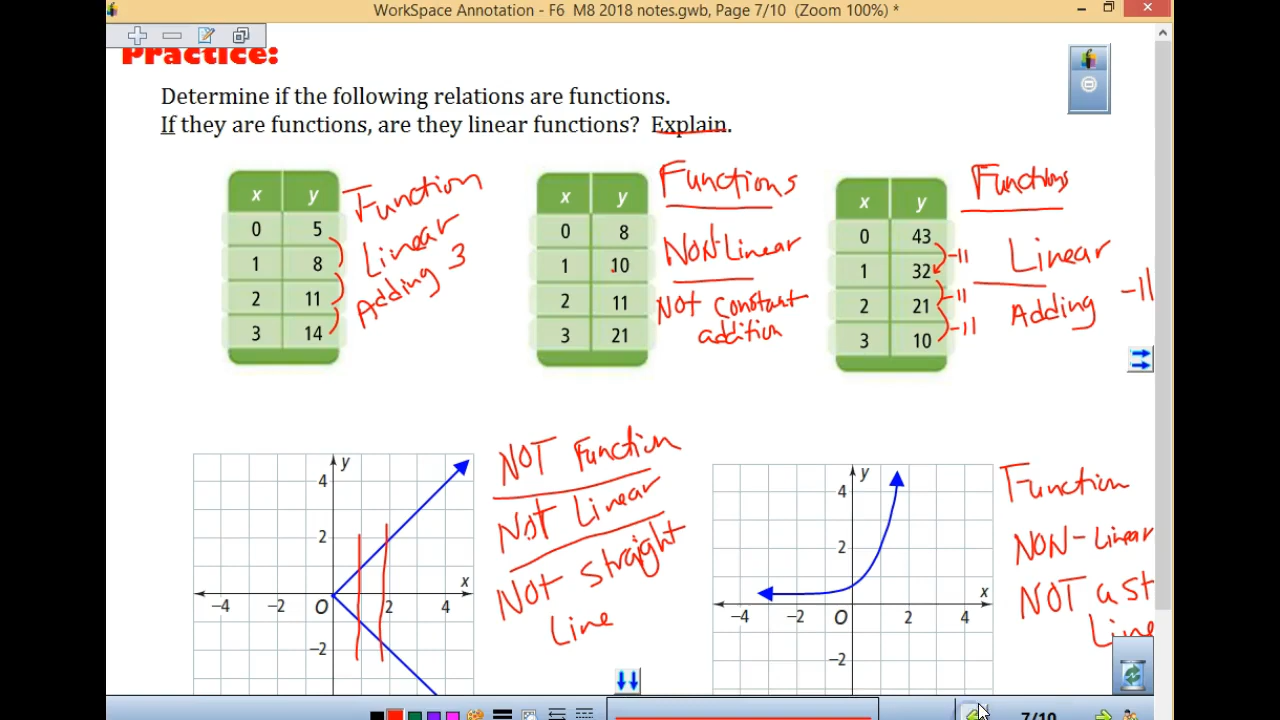 WorkSpace Annotation - F6 M8 2018 notes.gwb, Page 7/10 (Zoom 100%) *
Practice:
Determine if the following relations are functions.
If they are functions, are they linear functions? Explain.
x y
0 5
1 8
2 11
3 14
Function
Linear
Adding 3
x y
0 8
1 10
2 11
3 21
Functions
NON-Linear
NOT constant
addition
x y
0 43
1 32
2 21
3 10
-11
-11
-11
Functions
Linear
Adding -11
y
4
2
x
-4 -2 O 2 4
-2
NOT Function
Not Linear
Not straight
Line
y
4
2
x
-4 -2 O 2 4
-2
Function
NON-Linear
NOT a st
Line
7/10